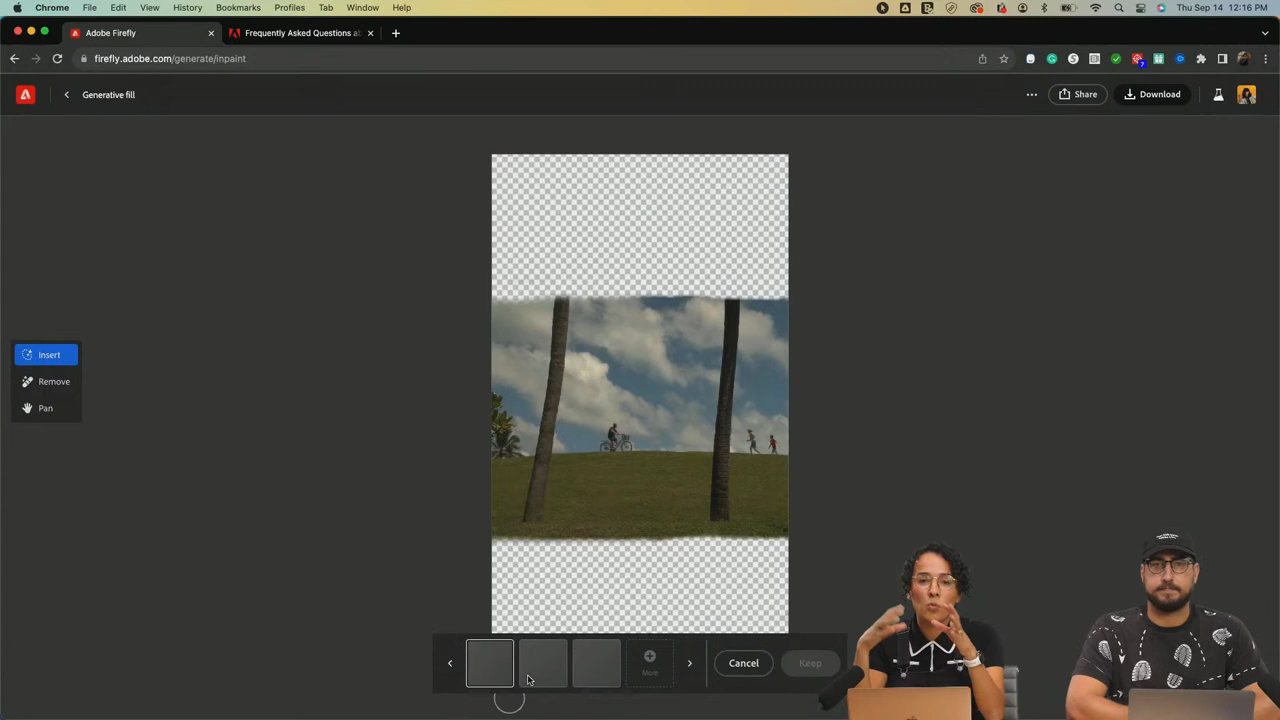 Chrome File Edit View History Bookmarks Profiles Tab Window Help
Thu Sep 14 12:16 PM
Adobe Firefly
Frequently Asked Questions a
firefly.adobe.com/generate/inpaint
7
Generative fill
Share
Download
Insert
Remove
Pan
More
Cancel
Keep